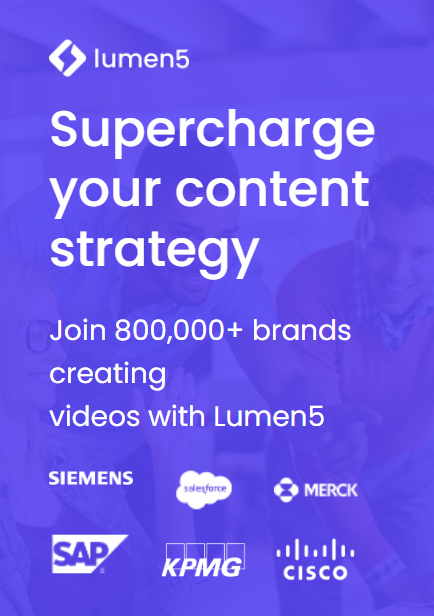 lumen5
Supercharge
your content
strategy
Join 800,000+ brands
creating
videos with Lumen5
SIEMENS
salesforce
MERCK
SAP
KPMG
CISCO